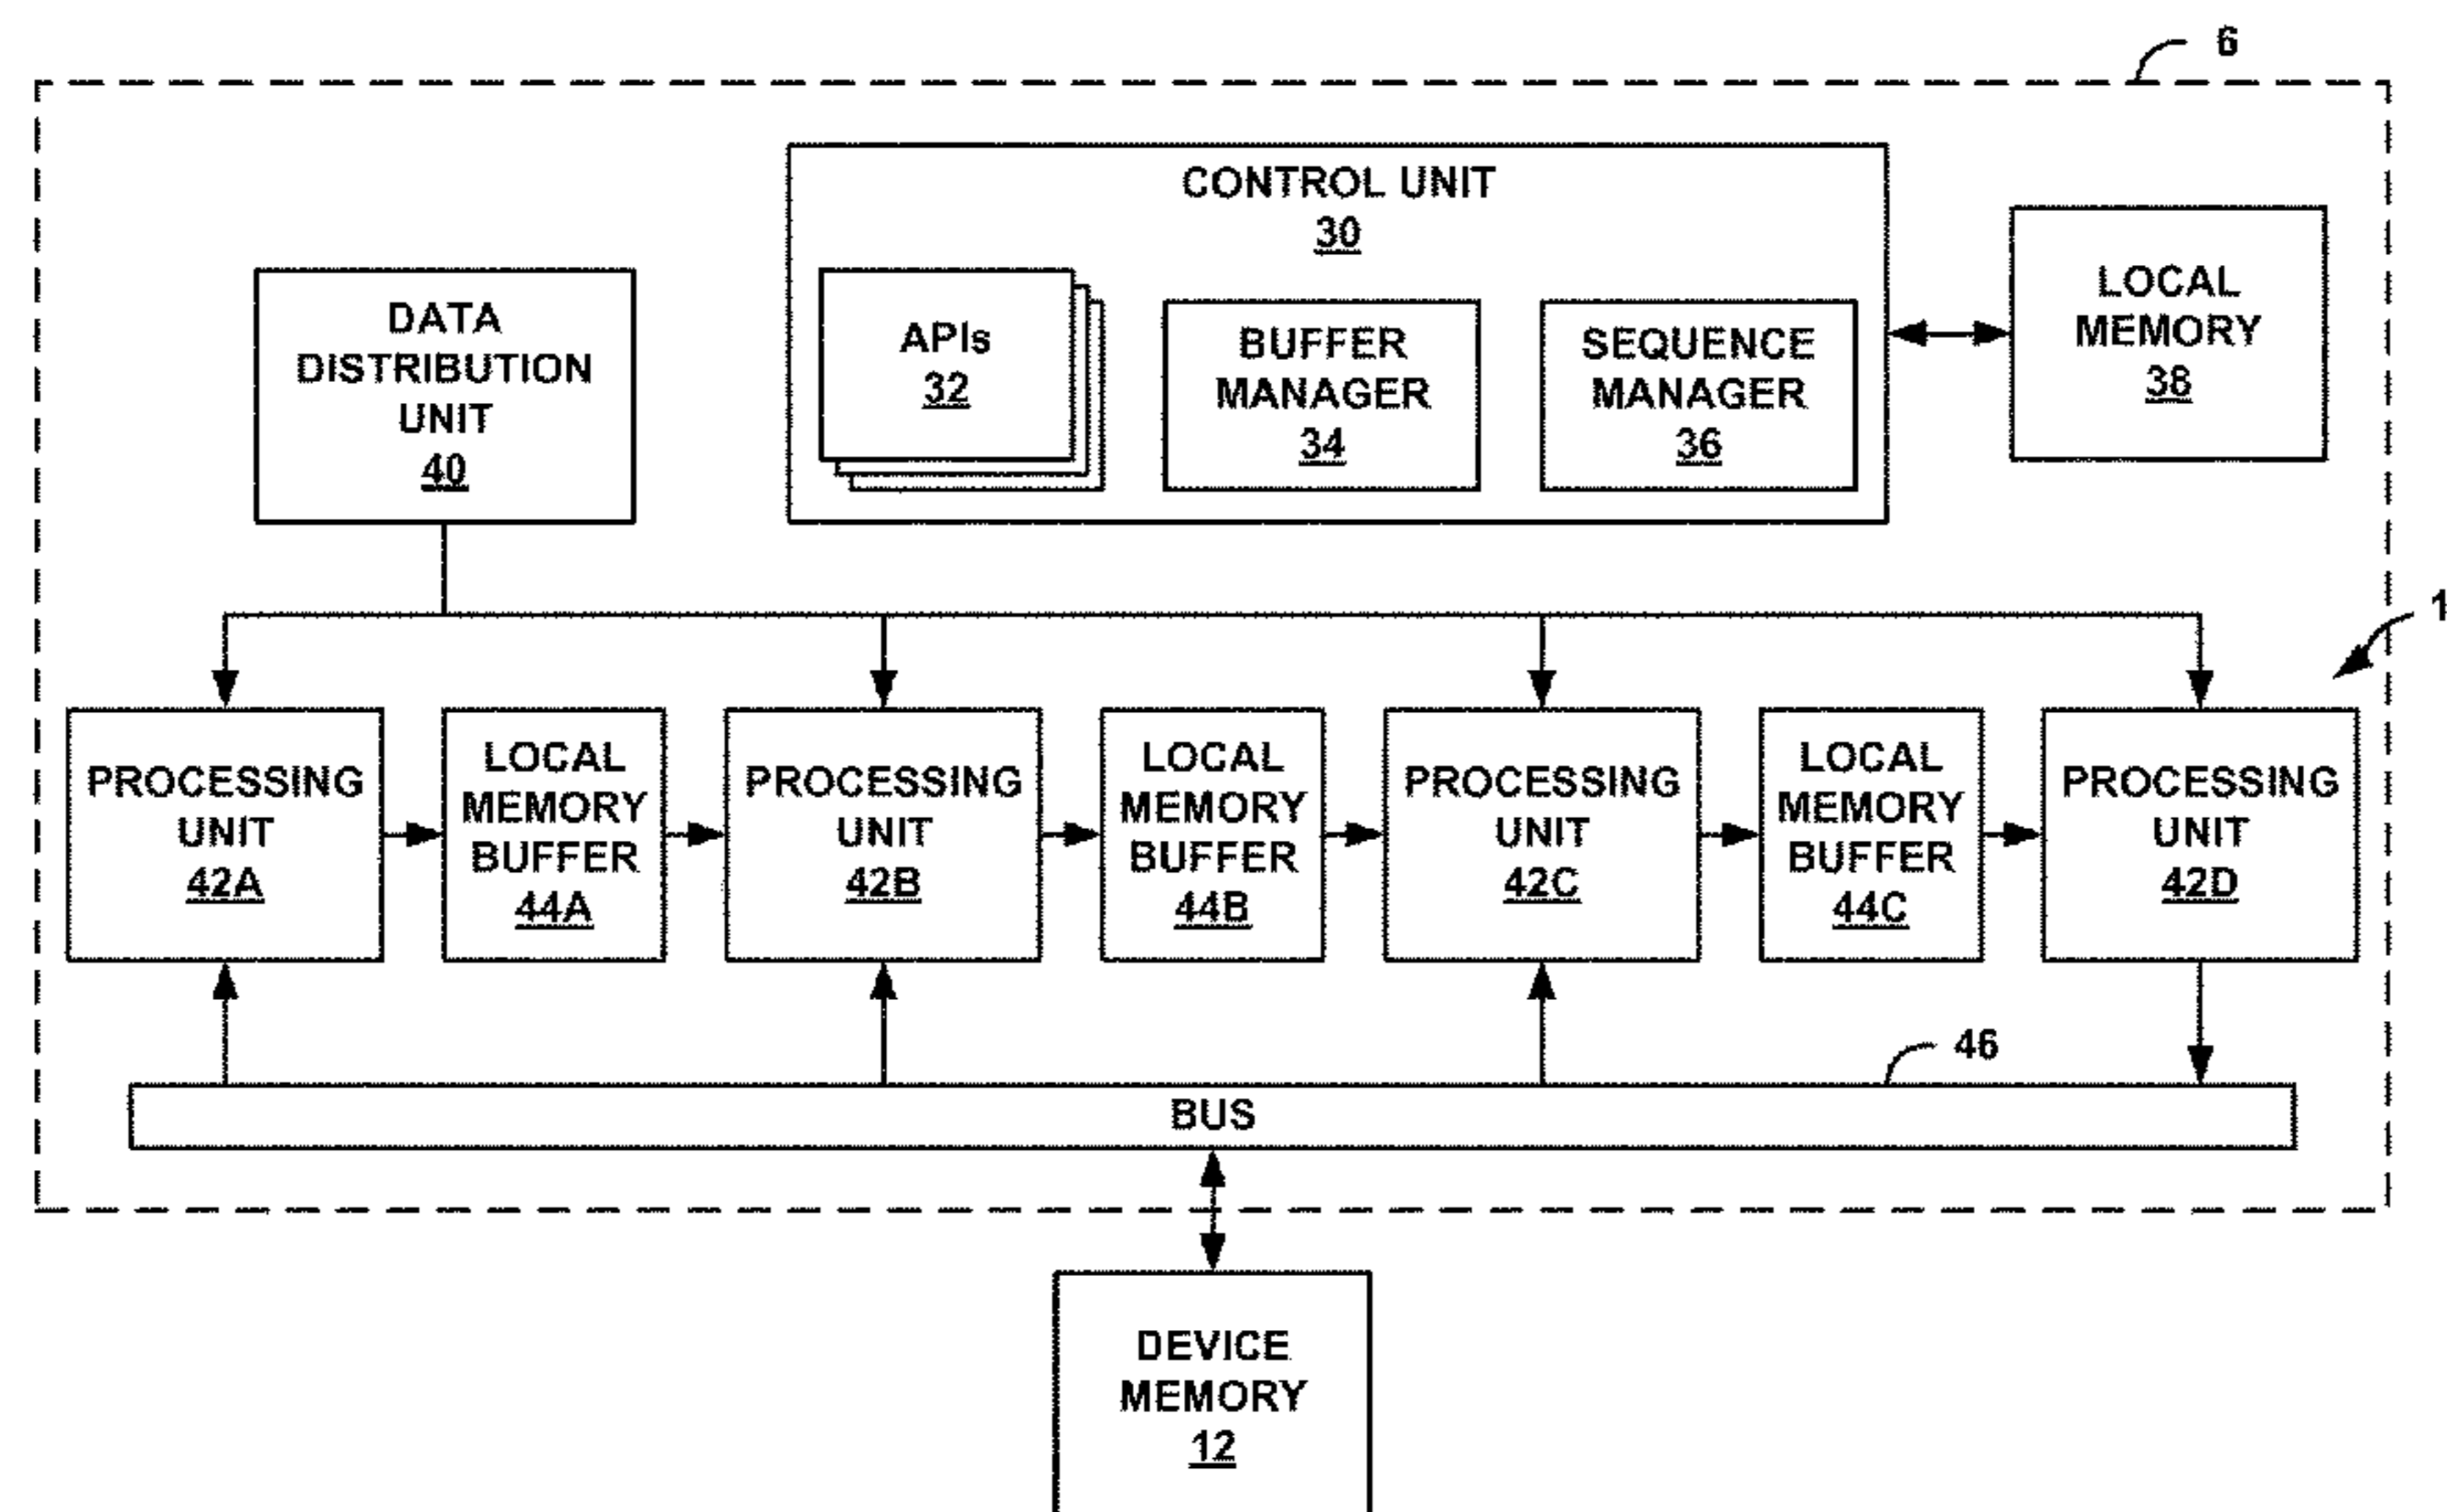 6
CONTROL UNIT
30
DATA
DISTRIBUTION
UNIT
40
APIs
32
BUFFER
MANAGER
34
SEQUENCE
MANAGER
36
LOCAL
MEMORY
38
1
PROCESSING
UNIT
42A
LOCAL
MEMORY
BUFFER
44A
PROCESSING
UNIT
42B
LOCAL
MEMORY
BUFFER
44B
PROCESSING
UNIT
42C
LOCAL
MEMORY
BUFFER
44C
PROCESSING
UNIT
42D
46
BUS
DEVICE
MEMORY
12